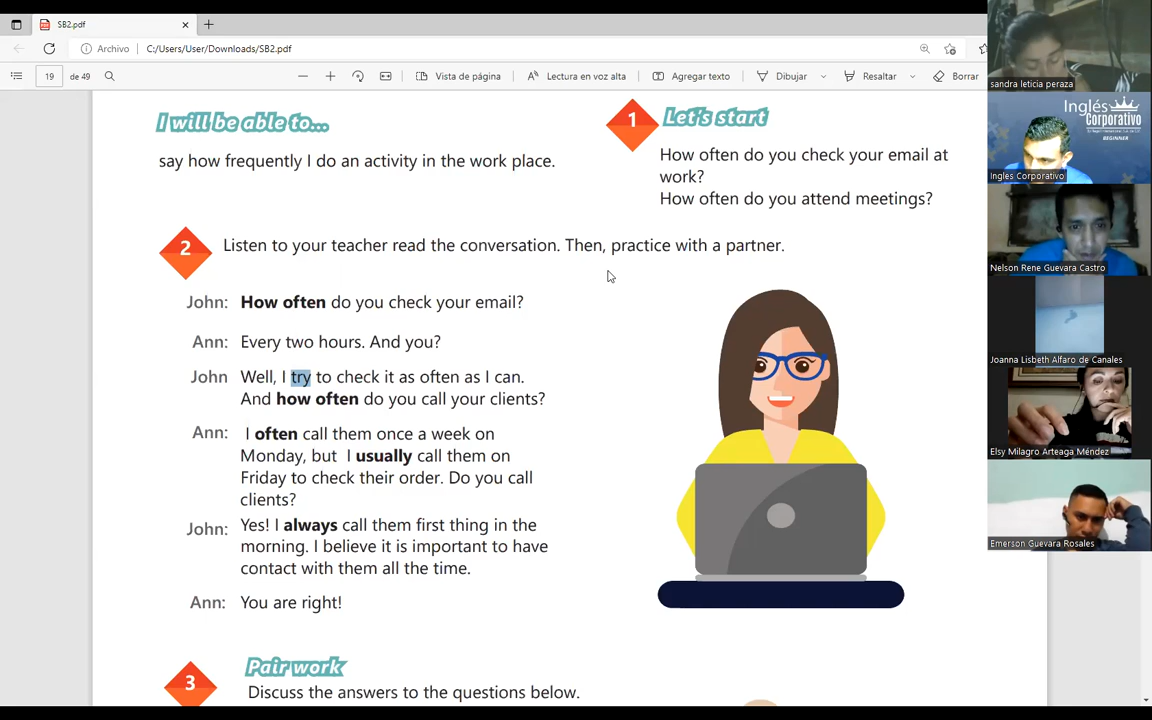 SB2.pdf
Archivo
C:/Users/User/Downloads/SB2.pdf
19
de 49
Vista de página
Lectura en voz alta
Agregar texto
Dibujar
Resaltar
Borrar
I will be able to...
say how frequently I do an activity in the work place.
1
Let's start
How often do you check your email at
work?
How often do you attend meetings?
2
Listen to your teacher read the conversation. Then, practice with a partner.
John: How often do you check your email?
Ann: Every two hours. And you?
John Well, I try to check it as often as I can.
And how often do you call your clients?
Ann: I often call them once a week on
Monday, but I usually call them on
Friday to check their order. Do you call
clients?
John: Yes! I always call them first thing in the
morning. I believe it is important to have
contact with them all the time.
Ann: You are right!
3
Pair work
Discuss the answers to the questions below.
sandra leticia peraza
Inglés
Corporativo
BEGINNER
Inglés Corporativo
Nelson Rene Guevara Castro
Joanna Lisbeth Alfaro de Canales
Elsy Milagro Arteaga Méndez
Emerson Guevara Rosales